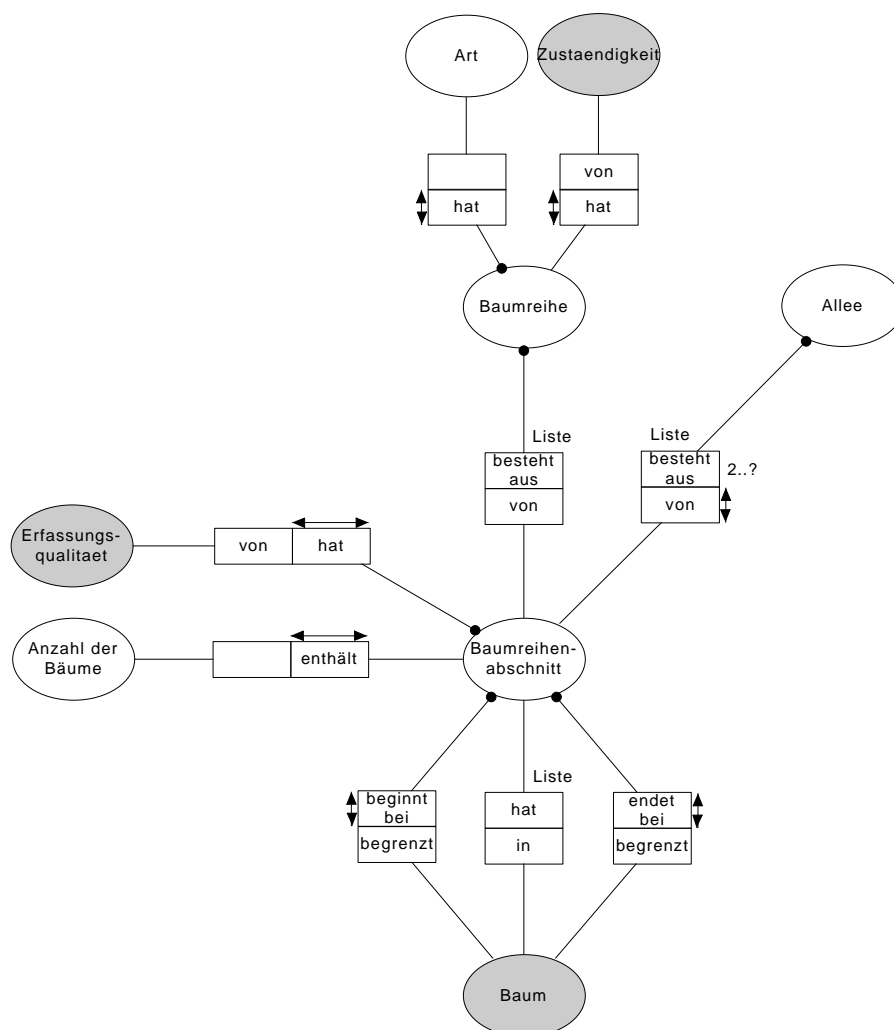 Art
Zustaendigkeit
von
hat
hat
Baumreihe
Allee
Liste
Liste
besteht
aus
von
besteht
aus
2..?
von
Erfassungs-
qualitaet
von
hat
Anzahl der
Bäume
enthält
Baumreihen-
abschnitt
Liste
beginnt
bei
begrenzt
hat
in
endet
bei
begrenzt
Baum